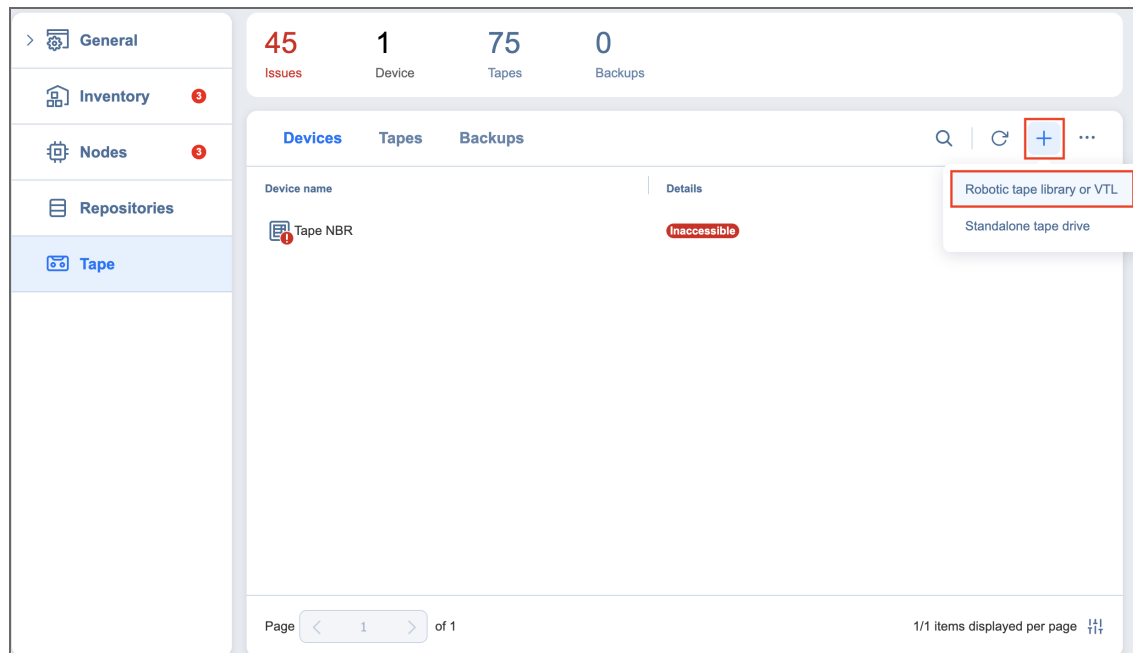 General
Inventory 3
Nodes 3
Repositories
Tape
45 1 75 0
Issues Device Tapes Backups
Devices Tapes Backups
Robotic tape library or VTL
Standalone tape drive
Device name Details
Tape NBR Inaccessible
Page 1 of 1
1/1 items displayed per page